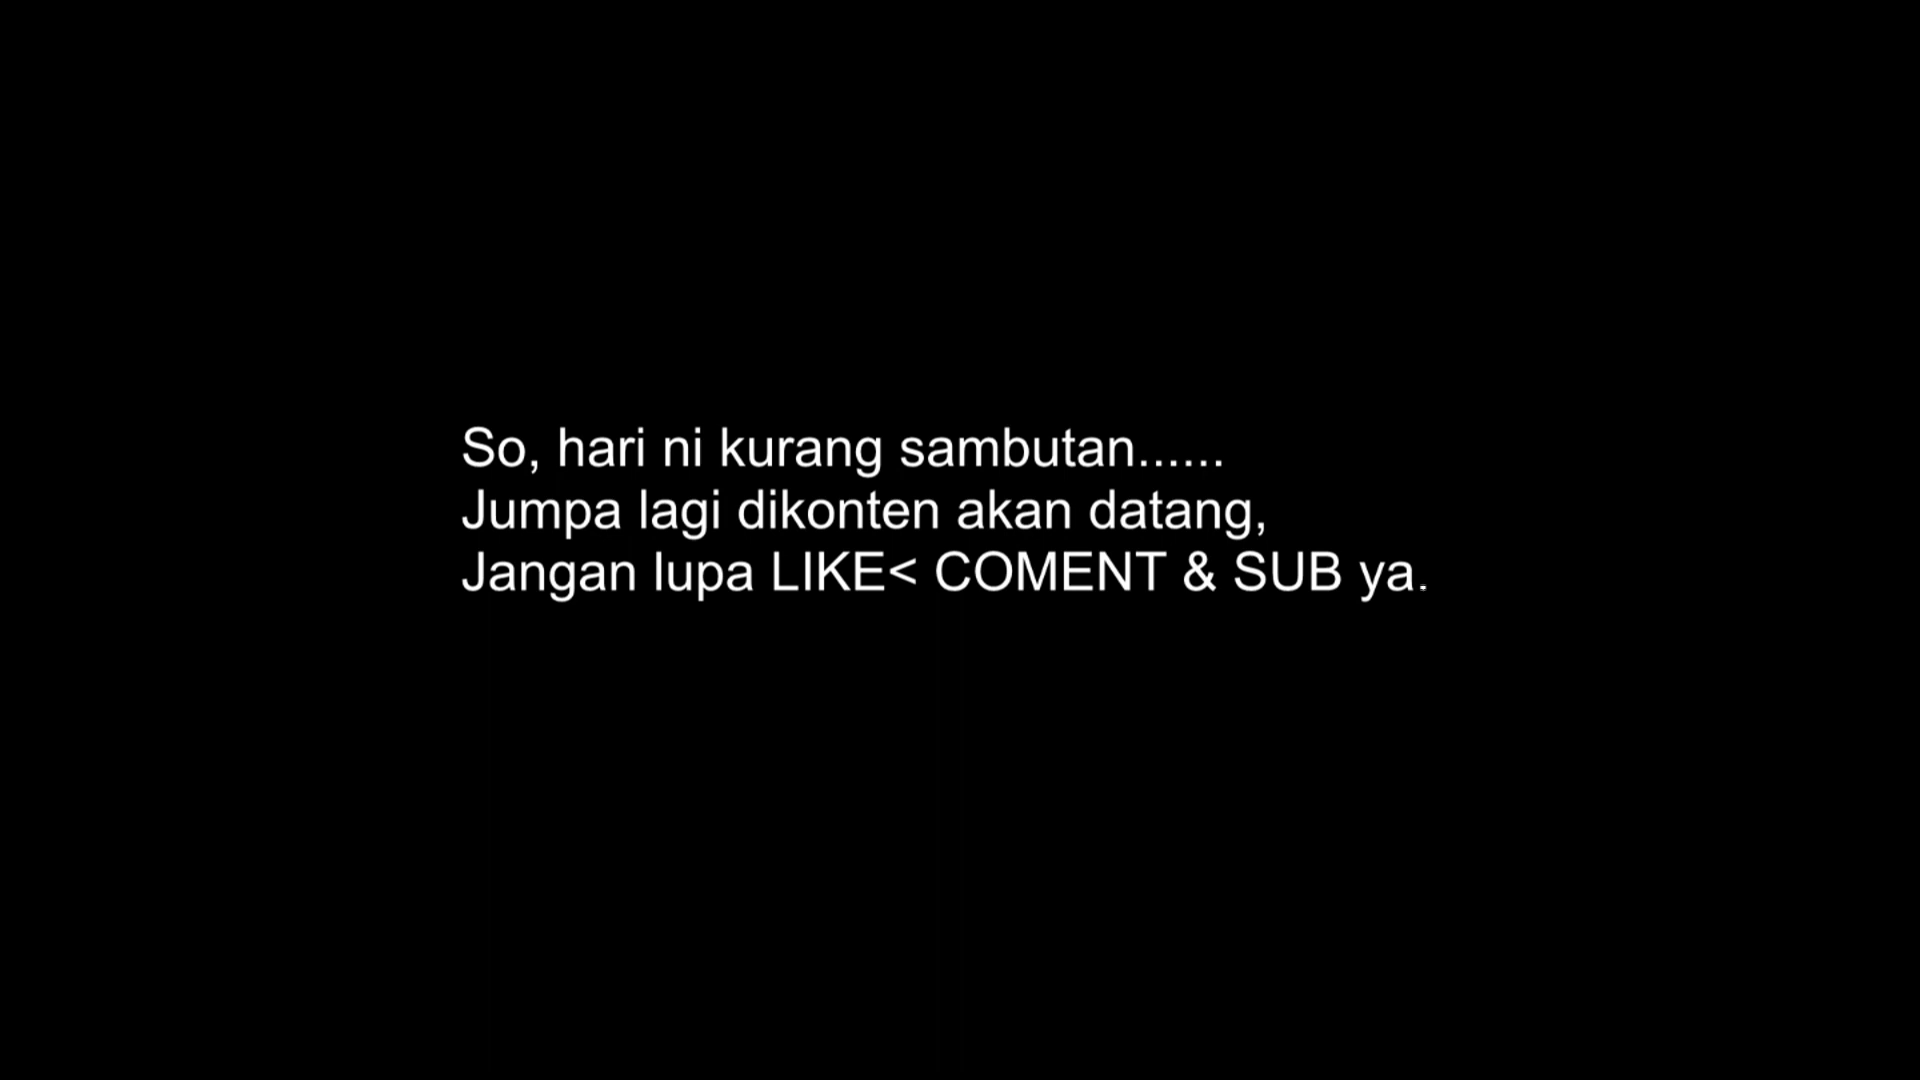 So, hari ni kurang sambutan......
Jumpa lagi dikonten akan datang,
Jangan lupa LIKE< COMENT & SUB ya.